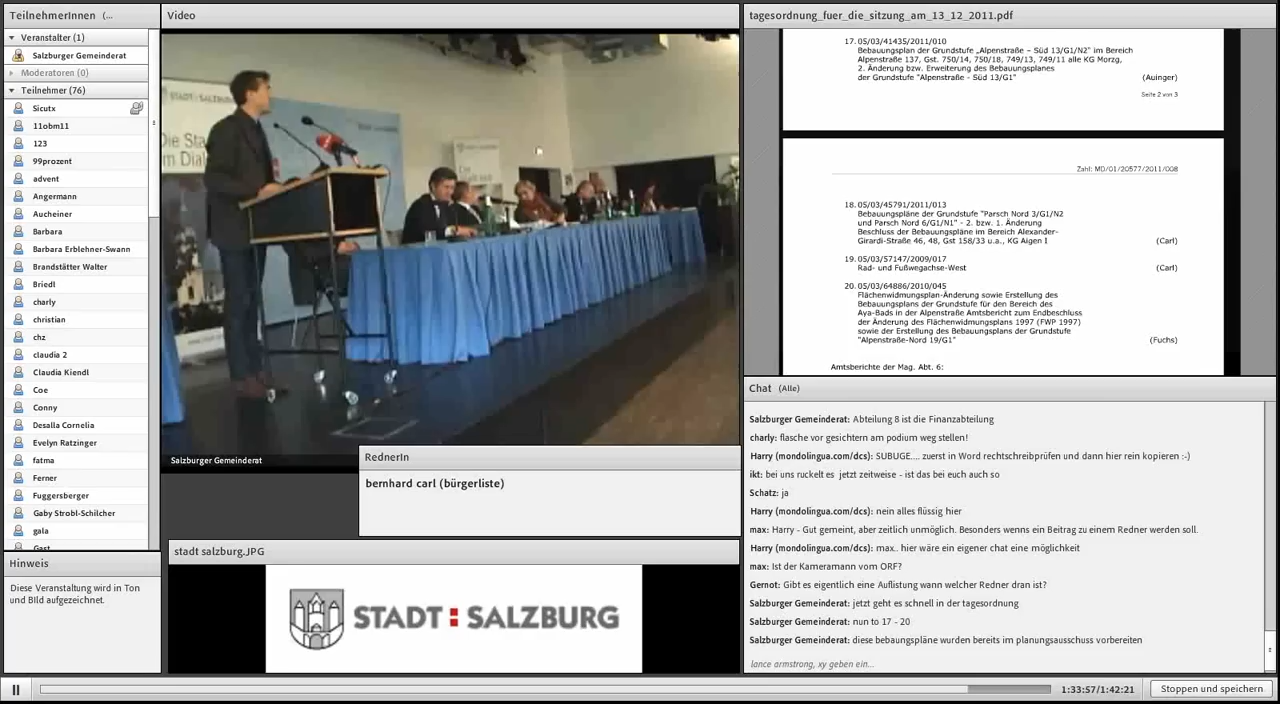 TeilnehmerInnen (...
Veranstalter (1)
Salzburger Gemeinderat
Moderatoren (0)
Teilnehmer (76)
Sicutx
11obm11
123
99prozent
advent
Angermann
Aucheiner
Barbara
Barbara Erblehner-Swann
Brandstätter Walter
Briedl
charly
christian
chz
claudia 2
Claudia Kiendl
Coe
Conny
Desalla Cornelia
Evelyn Ratzinger
fatma
Ferner
Fuggersberger
Gaby Strobl-Schilcher
gala
Gast
Hinweis
Diese Veranstaltung wird in Ton
und BIld aufgezeichnet.
Video
STADT : SALZBURG
Die Sta
m Dial
Salzburger Gemeinderat
RednerIn
bernhard carl (bürgerliste)
stadt salzburg.JPG
STADT : SALZBURG
tagesordnung_fuer_die_sitzung_am_13_12_2011.pdf
17. 05/03/41435/2011/010
Bebauungsplan der Grundstufe „Alpenstraße – Süd 13/G1/N2" im Bereich
Alpenstraße 137, Gst. 750/14, 750/18, 749/13, 749/11 alle KG Morzg,
2. Änderung bzw. Erweiterung des Bebauungsplanes
der Grundstufe "Alpenstraße - Süd 13/G1" (Auinger)
Seite 2 von 3
Zahl: MD/01/20577/2011/008
18. 05/03/45791/2011/013
Bebauungspläne der Grundstufe "Parsch Nord 3/G1/N2
und Parsch Nord 6/G1/N1" - 2. bzw. 1. Änderung
Beschluss der Bebauungspläne im Bereich Alexander-
Girardi-Straße 46, 48, Gst 158/33 u.a., KG Aigen I (Carl)
19. 05/03/57147/2009/017
Rad- und Fußwegachse-West (Carl)
20. 05/03/64886/2010/045
Flächenwidmungsplan-Änderung sowie Erstellung des
Bebauungsplans der Grundstufe für den Bereich des
Aya-Bads in der Alpenstraße Amtsbericht zum Endbeschluss
der Änderung des Flächenwidmungsplans 1997 (FWP 1997)
sowie der Erstellung des Bebauungsplans der Grundstufe
"Alpenstraße-Nord 19/G1" (Fuchs)
Amtsberichte der Mag. Abt. 6:
Chat (Alle)
Salzburger Gemeinderat: Abteilung 8 ist die Finanzabteilung
charly: flasche vor gesichtern am podium weg stellen!
Harry (mondolingua.com/dcs): SUBUGE.... zuerst in Word rechtschreibprüfen und dann hier rein kopieren :-)
ikt: bei uns ruckelt es jetzt zeitweise - ist das bei euch auch so
Schatz: ja
Harry (mondolingua.com/dcs): nein alles flüssig hier
max: Harry - Gut gemeint, aber zeitlich unmöglich. Besonders wenns ein Beitrag zu einem Redner werden soll.
Harry (mondolingua.com/dcs): max.. hier wäre ein eigener chat eine möglichkeit
max: Ist der Kameramann vom ORF?
Gernot: Gibt es eigentlich eine Auflistung wann welcher Redner dran ist?
Salzburger Gemeinderat: jetzt geht es schnell in der tagesordnung
Salzburger Gemeinderat: nun to 17 - 20
Salzburger Gemeinderat: diese bebaungspläne wurden bereits im planungsausschuss vorbereiten
lance armstrong, xy geben ein...
1:33:57/1:42:21
Stoppen und speichern